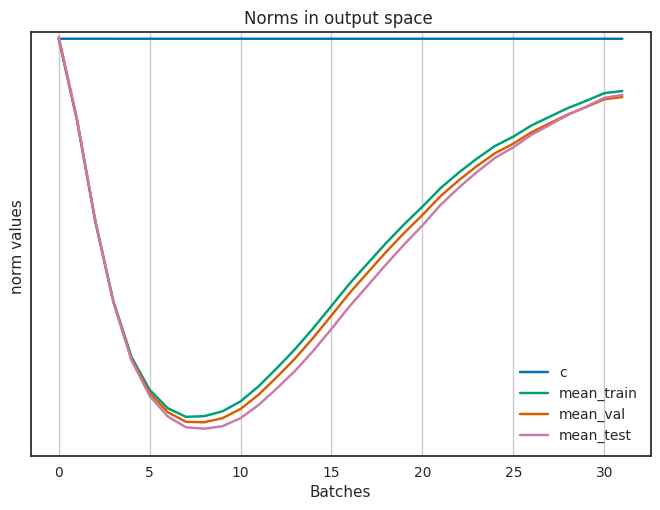 Norms in output space
norm values
c
mean_train
mean_val
mean_test
0 5 10 15 20 25 30
Batches